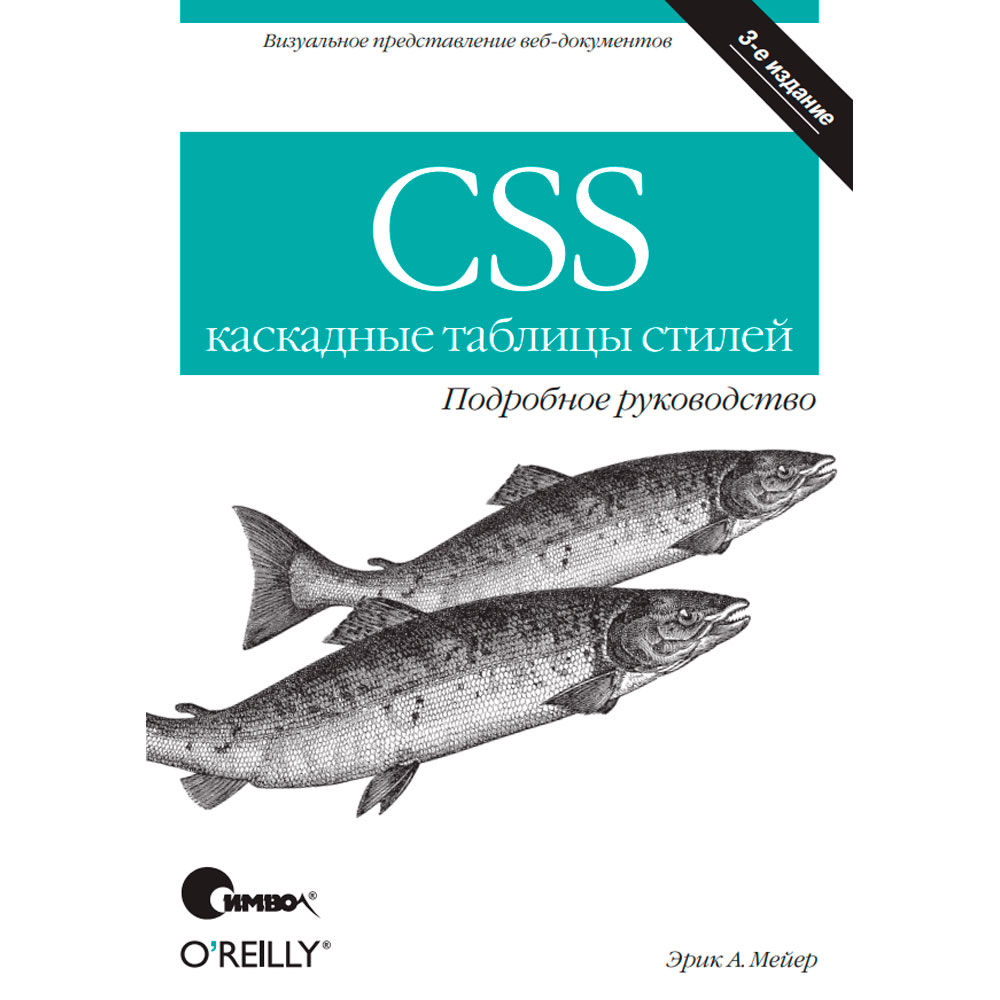 Визуальное представление веб-документов
3-е издание
CSS
каскадные таблицы стилей
Подробное руководство
Символ®
O'REILLY®
Эрик А. Мейер